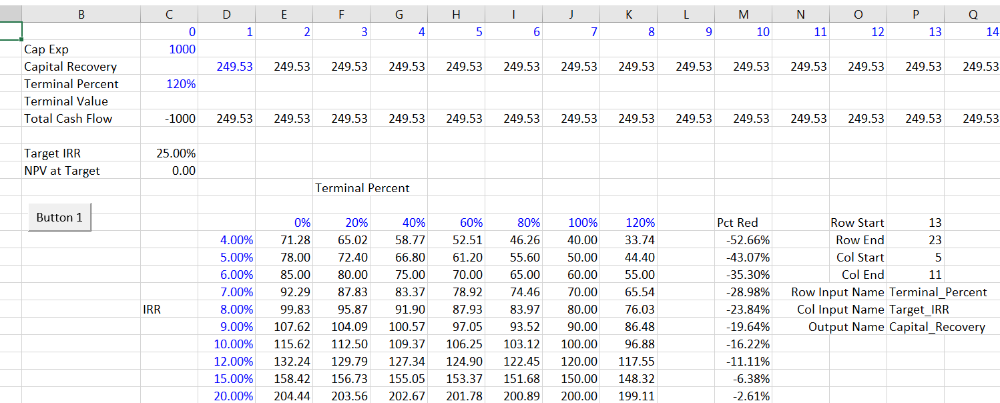 B C D E F G H I J K L M N O P Q
0 1 2 3 4 5 6 7 8 9 10 11 12 13 14
Cap Exp 1000
Capital Recovery 249.53 249.53 249.53 249.53 249.53 249.53 249.53 249.53 249.53 249.53 249.53 249.53 249.53 249.53
Terminal Percent 120%
Terminal Value
Total Cash Flow -1000 249.53 249.53 249.53 249.53 249.53 249.53 249.53 249.53 249.53 249.53 249.53 249.53 249.53 249.53
Target IRR 25.00%
NPV at Target 0.00
Terminal Percent
Button 1
0% 20% 40% 60% 80% 100% 120% Pct Red Row Start 13
4.00% 71.28 65.02 58.77 52.51 46.26 40.00 33.74 -52.66% Row End 23
5.00% 78.00 72.40 66.80 61.20 55.60 50.00 44.40 -43.07% Col Start 5
6.00% 85.00 80.00 75.00 70.00 65.00 60.00 55.00 -35.30% Col End 11
7.00% 92.29 87.83 83.37 78.92 74.46 70.00 65.54 -28.98% Row Input Name Terminal_Percent
IRR 8.00% 99.83 95.87 91.90 87.93 83.97 80.00 76.03 -23.84% Col Input Name Target_IRR
9.00% 107.62 104.09 100.57 97.05 93.52 90.00 86.48 -19.64% Output Name Capital_Recovery
10.00% 115.62 112.50 109.37 106.25 103.12 100.00 96.88 -16.22%
12.00% 132.24 129.79 127.34 124.90 122.45 120.00 117.55 -11.11%
15.00% 158.42 156.73 155.05 153.37 151.68 150.00 148.32 -6.38%
20.00% 204.44 203.56 202.67 201.78 200.89 200.00 199.11 -2.61%